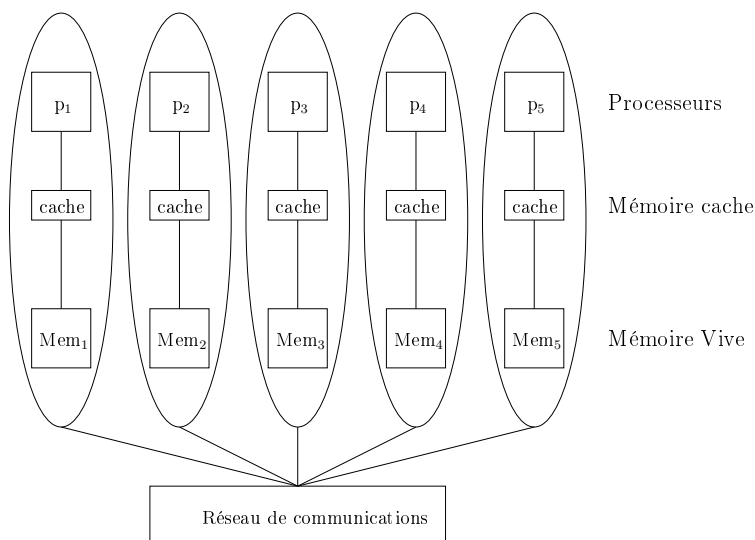 p1 p2 p3 p4 p5 Processeurs
cache cache cache cache cache Mémoire cache
Mem1 Mem2 Mem3 Mem4 Mem5 Mémoire Vive
Réseau de communications